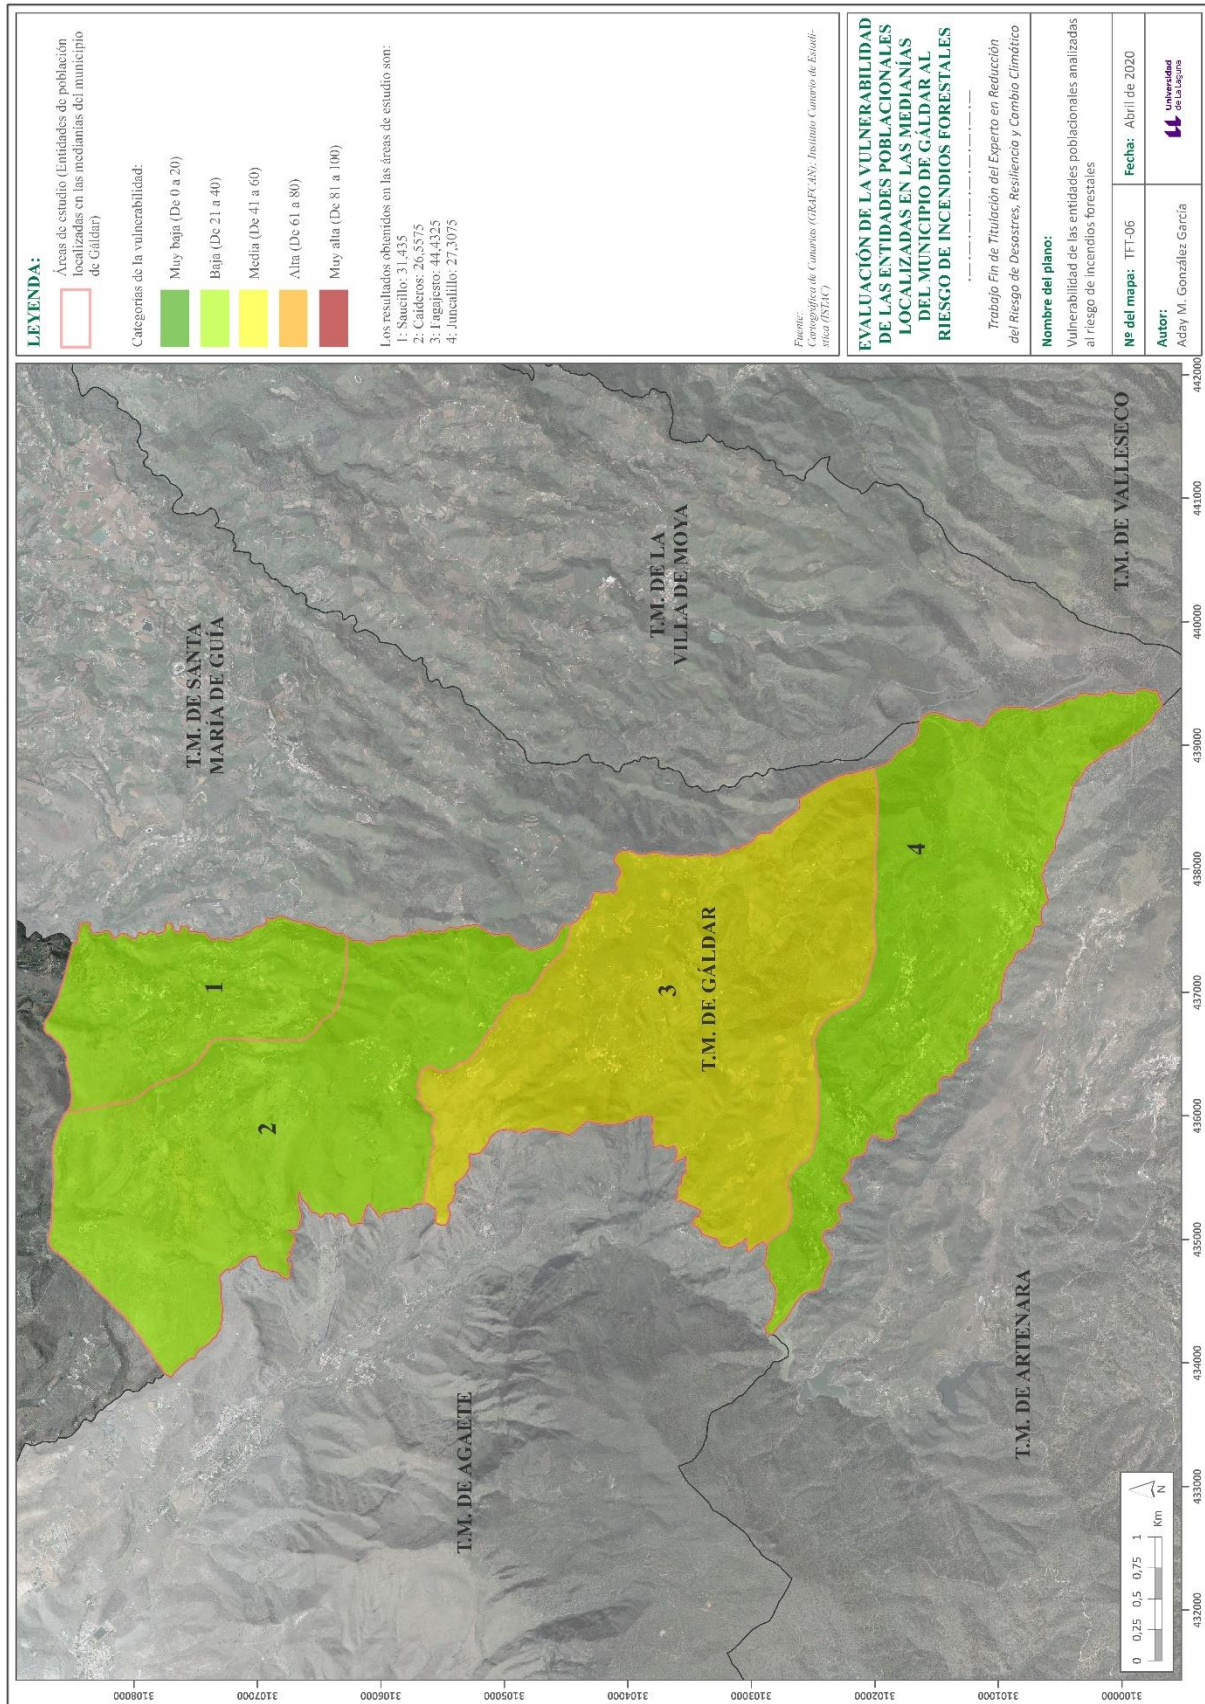 LEYENDA:
Áreas de estudio (Entidades de población
localizadas en las medianías del municipio
de Gáldar)
Categorías de la vulnerabilidad:
Muy baja (De 0 a 20)
Baja (De 21 a 40)
Media (De 41 a 60)
Alta (De 61 a 80)
Muy alta (De 81 a 100)
Los resultados obtenidos en las áreas de estudio son:
1: Saucillo: 31,435
2: Caideros: 26,5575
3: Fagajesto: 44,4325
4: Juncalillo: 27,3075
Fuente:
Cartográfica de Canarias (GRAFCAN); Instituto Canario de Estadí-
stica (ISTAC)
EVALUACIÓN DE LA VULNERABILIDAD
DE LAS ENTIDADES POBLACIONALES
LOCALIZADAS EN LAS MEDIANÍAS
DEL MUNICIPIO DE GÁLDAR AL
RIESGO DE INCENDIOS FORESTALES
Trabajo Fin de Titulación del Experto en Reducción
del Riesgo de Desastres, Resiliencia y Cambio Climático
Nombre del plano:
Vulnerabilidad de las entidades poblacionales analizadas
al riesgo de incendios forestales
Nº del mapa: TFT-06
Fecha: Abril de 2020
Autor:
Aday M. González García
Universidad
de La Laguna
T.M. DE SANTA
MARÍA DE GUÍA
T.M. DE LA
VILLA DE MOYA
T.M. DE VALLESECO
1
2
3
T.M. DE GÁLDAR
4
T.M. DE AGAETE
T.M. DE ARTENARA
0 0,25 0,5 0,75 1
Km
N
432000 433000 434000 435000 436000 437000 438000 439000 440000 441000 442000
3108000
3107000
3106000
3105000
3104000
3103000
3102000
3101000
3100000